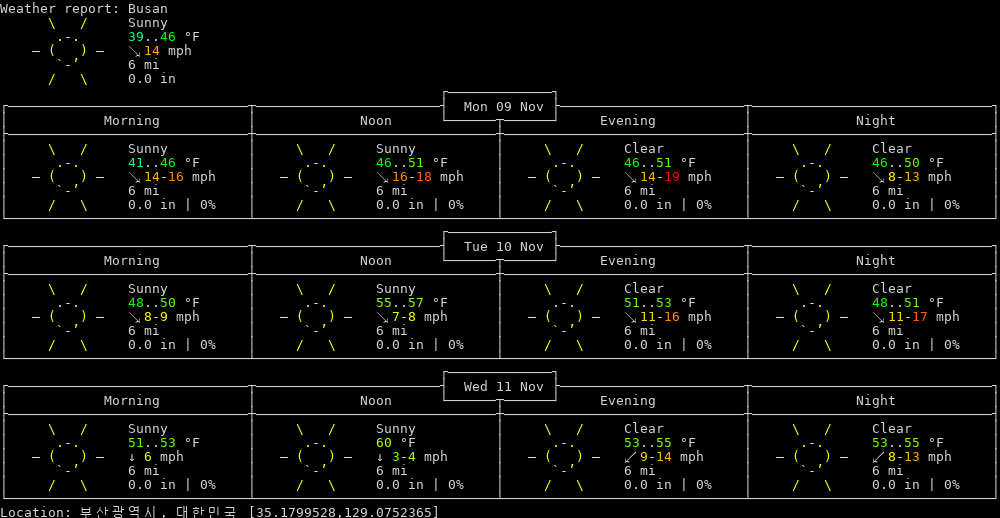 Weather report: Busan
Sunny
39..46 °F
↘ 14 mph
6 mi
0.0 in
Mon 09 Nov
Morning Noon Evening Night
Sunny Sunny Clear Clear
41..46 °F 46..51 °F 46..51 °F 46..50 °F
↘ 14-16 mph ↘ 16-18 mph ↘ 14-19 mph ↘ 8-13 mph
6 mi 6 mi 6 mi 6 mi
0.0 in | 0% 0.0 in | 0% 0.0 in | 0% 0.0 in | 0%
Tue 10 Nov
Morning Noon Evening Night
Sunny Sunny Clear Clear
48..50 °F 55..57 °F 51..53 °F 48..51 °F
↘ 8-9 mph ↘ 7-8 mph ↘ 11-16 mph ↘ 11-17 mph
6 mi 6 mi 6 mi 6 mi
0.0 in | 0% 0.0 in | 0% 0.0 in | 0% 0.0 in | 0%
Wed 11 Nov
Morning Noon Evening Night
Sunny Sunny Clear Clear
51..53 °F 60 °F 53..55 °F 53..55 °F
↓ 6 mph ↓ 3-4 mph ↙ 9-14 mph ↙ 8-13 mph
6 mi 6 mi 6 mi 6 mi
0.0 in | 0% 0.0 in | 0% 0.0 in | 0% 0.0 in | 0%
Location: 부산광역시, 대한민국 [35.1799528,129.0752365]